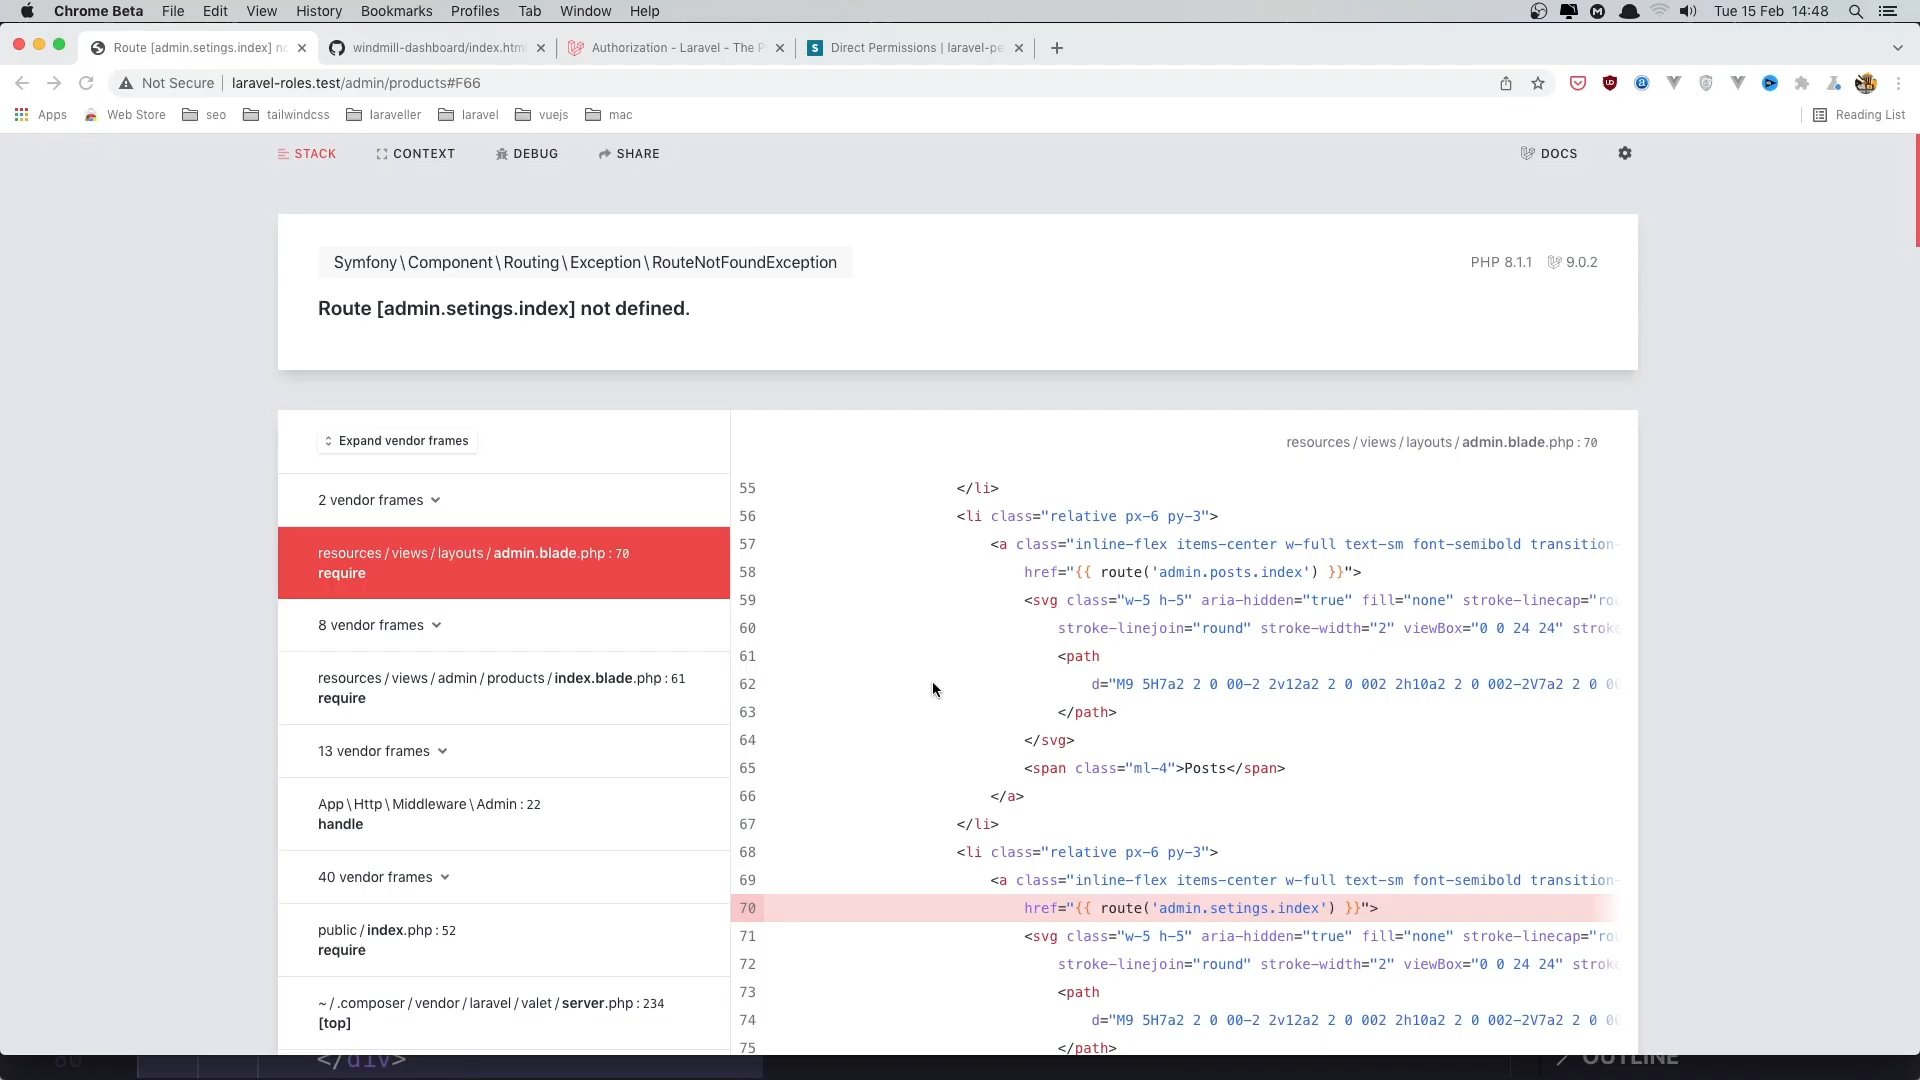 Chrome Beta File Edit View History Bookmarks Profiles Tab Window Help Tue 15 Feb 14:48
Route [admin.setings.index] no windmill-dashboard/index.html Authorization - Laravel - The P Direct Permissions | laravel-pe
Not Secure laravel-roles.test/admin/products#F66
Apps Web Store seo tailwindcss laraveller laravel vuejs mac Reading List
STACK CONTEXT DEBUG SHARE DOCS
Symfony\Component\Routing\Exception\RouteNotFoundException PHP 8.1.1 9.0.2
Route [admin.setings.index] not defined.
Expand vendor frames
2 vendor frames
resources/views/layouts/admin.blade.php:70
require
8 vendor frames
resources/views/admin/products/index.blade.php:61
require
13 vendor frames
App\Http\Middleware\Admin:22
handle
40 vendor frames
public/index.php:52
require
~/.composer/vendor/laravel/valet/server.php:234
[top]
resources/views/layouts/admin.blade.php:70
55 </li>
56 <li class="relative px-6 py-3">
57 <a class="inline-flex items-center w-full text-sm font-semibold transition-
58 href="{{ route('admin.posts.index') }}">
59 <svg class="w-5 h-5" aria-hidden="true" fill="none" stroke-linecap="rou
60 stroke-linejoin="round" stroke-width="2" viewBox="0 0 24 24" stroke
61 <path
62 d="M9 5H7a2 2 0 00-2 2v12a2 2 0 002 2h10a2 2 0 002-2V7a2 2 0 00
63 </path>
64 </svg>
65 <span class="ml-4">Posts</span>
66 </a>
67 </li>
68 <li class="relative px-6 py-3">
69 <a class="inline-flex items-center w-full text-sm font-semibold transition-
70 href="{{ route('admin.setings.index') }}">
71 <svg class="w-5 h-5" aria-hidden="true" fill="none" stroke-linecap="rou
72 stroke-linejoin="round" stroke-width="2" viewBox="0 0 24 24" stroke
73 <path
74 d="M9 5H7a2 2 0 00-2 2v12a2 2 0 002 2h10a2 2 0 002-2V7a2 2 0 00
75 </path>
</div> OUTLINE